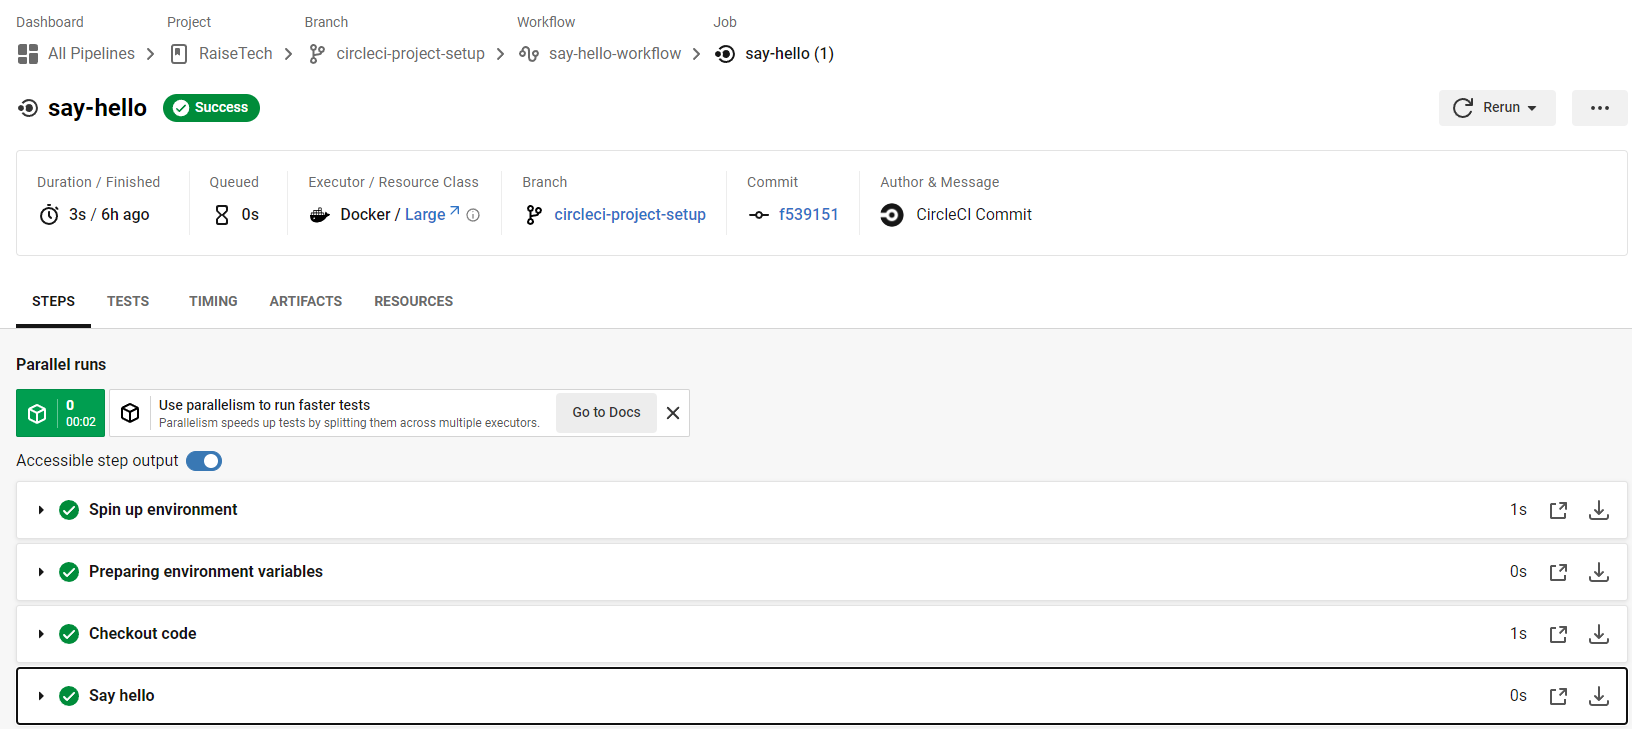 Dashboard Project Branch Workflow Job
All Pipelines RaiseTech circleci-project-setup say-hello-workflow say-hello (1)
say-hello Success Rerun
Duration / Finished Queued Executor / Resource Class Branch Commit Author & Message
3s / 6h ago 0s Docker / Large circleci-project-setup f539151 CircleCI Commit
STEPS TESTS TIMING ARTIFACTS RESOURCES
Parallel runs
0
00:02
Use parallelism to run faster tests
Parallelism speeds up tests by splitting them across multiple executors.
Go to Docs
Accessible step output
Spin up environment 1s
Preparing environment variables 0s
Checkout code 1s
Say hello 0s